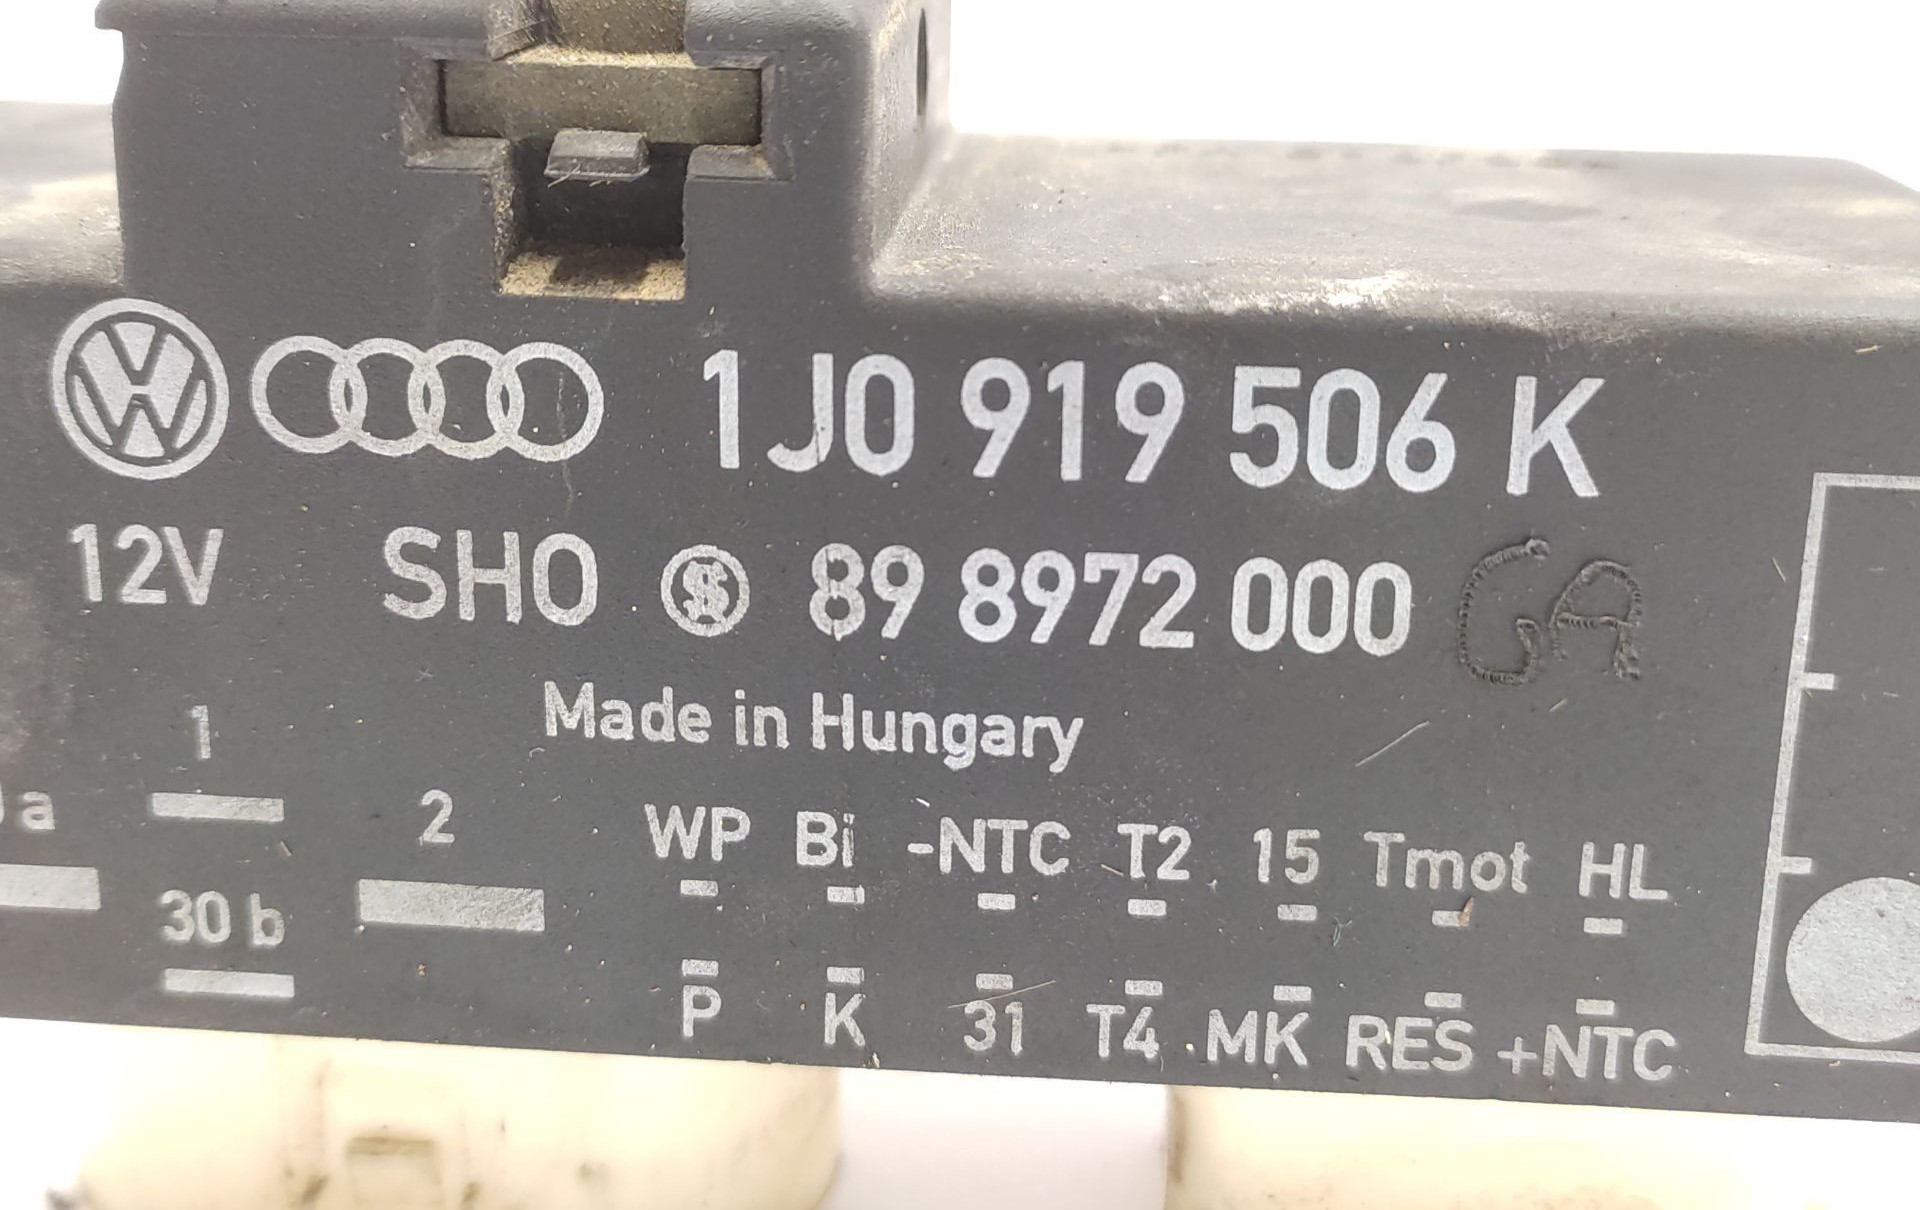 1J0 919 506 K
12V SHO 89 8972 000 GA
Made in Hungary
1
a 2 WP Bi -NTC T2 15 Tmot HL
30 b
P K 31 T4 MK RES +NTC